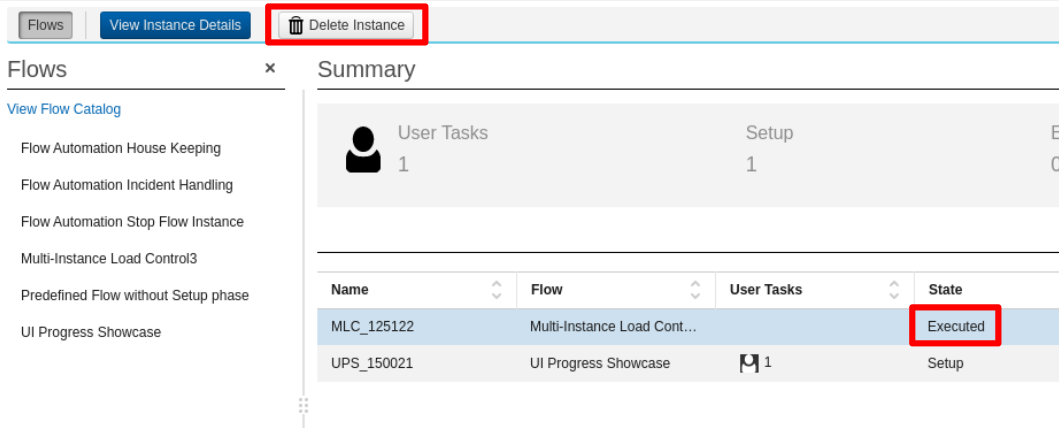 Flows View Instance Details Delete Instance
Flows ×
Summary
View Flow Catalog
Flow Automation House Keeping
Flow Automation Incident Handling
Flow Automation Stop Flow Instance
Multi-Instance Load Control3
Predefined Flow without Setup phase
UI Progress Showcase
User Tasks Setup
1 1
Name Flow User Tasks State
MLC_125122 Multi-Instance Load Cont... Executed
UPS_150021 UI Progress Showcase 1 Setup